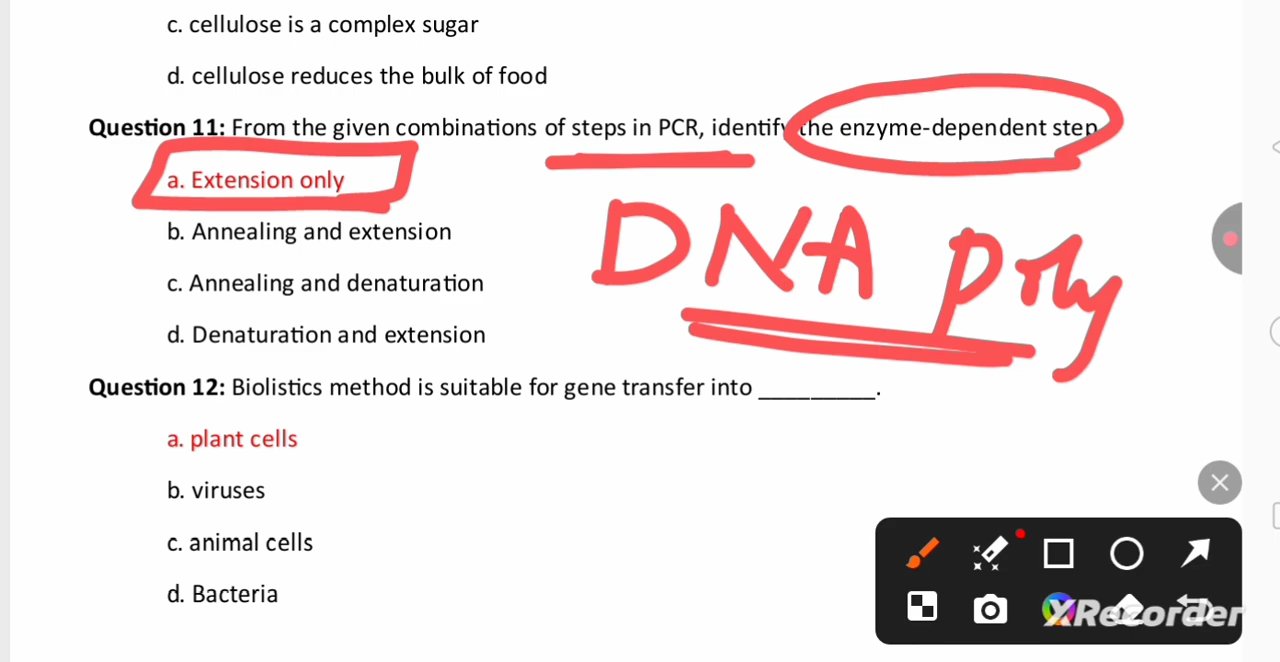 c. cellulose is a complex sugar
d. cellulose reduces the bulk of food
Question 11: From the given combinations of steps in PCR, identify the enzyme-dependent step
a. Extension only
b. Annealing and extension
DNA poly
c. Annealing and denaturation
d. Denaturation and extension
Question 12: Biolistics method is suitable for gene transfer into _________.
a. plant cells
b. viruses
c. animal cells
d. Bacteria
XRecorder